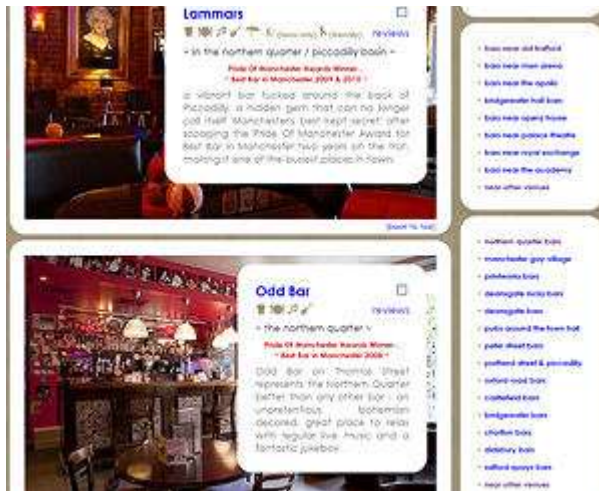 Lammars
reviews
~ in the northern quarter / piccadilly basin ~
Pride Of Manchester Awards Winner...
* Best Bar in Manchester 2009 & 2010 *
a vibrant bar tucked around the back of
Piccadilly. a hidden gem that can no longer
call itself Manchester's best kept secret after
scooping the Pride Of Manchester Award for
Best Bar in Manchester two years on the trot,
making it one of the busiest places in town.
[back to top]
Odd Bar
reviews
~ the northern quarter ~
Pride Of Manchester Awards Winner...
* Best Bar in Manchester 2008 *
Odd Bar on Thomas Street
represents the Northern Quarter
better than any other bar - an
unpretentious bohemian
decored, great place to relax
with regular live music and a
fantastic jukebox.
bars near old trafford
bars near men arena
bars near the apollo
bridgewater hall bars
bars near opera house
bars near palace theatre
bars near royal exchange
bars near the academy
near other venues
northern quarter bars
manchester gay village
printworks bars
deansgate locks bars
deansgate bars
pubs around the town hall
peter street bars
portland street & piccadilly
oxford road bars
castlefield bars
bridgewater bars
chorlton bars
didsbury bars
salford quays bars
near other venues